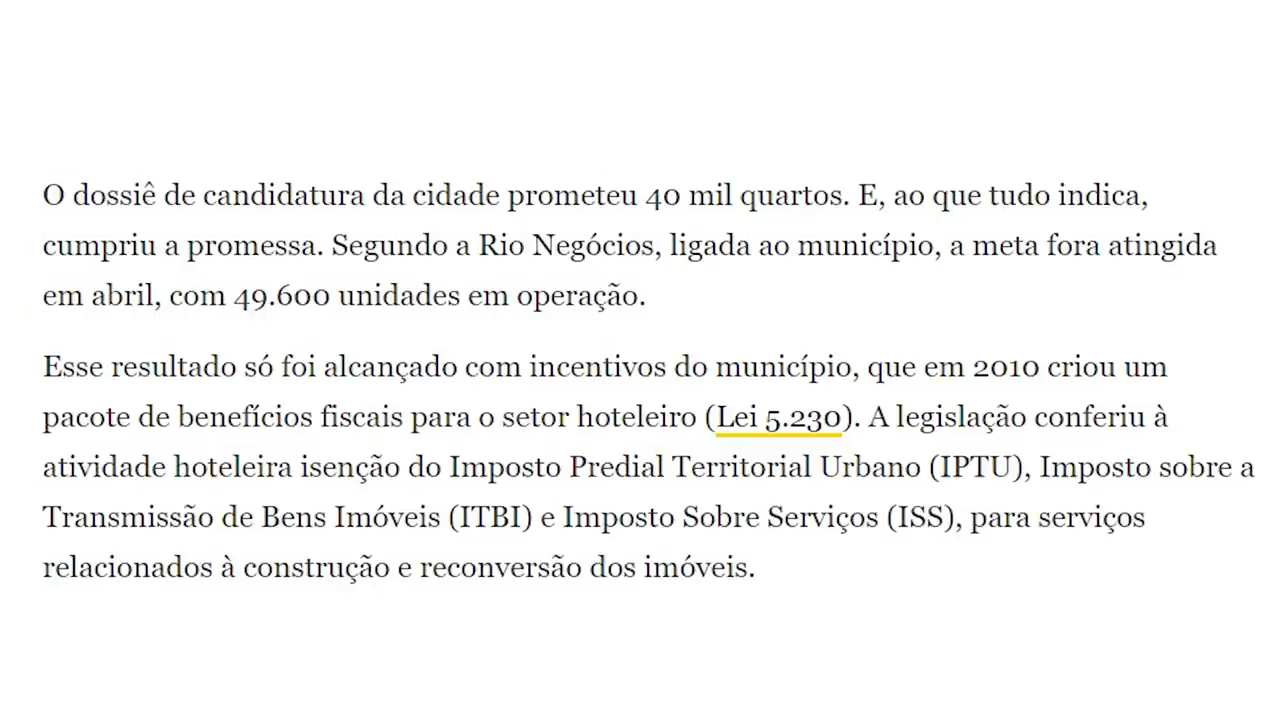 O dossiê de candidatura da cidade prometeu 40 mil quartos. E, ao que tudo indica,
cumpriu a promessa. Segundo a Rio Negócios, ligada ao município, a meta fora atingida
em abril, com 49.600 unidades em operação.
Esse resultado só foi alcançado com incentivos do município, que em 2010 criou um
pacote de benefícios fiscais para o setor hoteleiro (Lei 5.230). A legislação conferiu à
atividade hoteleira isenção do Imposto Predial Territorial Urbano (IPTU), Imposto sobre a
Transmissão de Bens Imóveis (ITBI) e Imposto Sobre Serviços (ISS), para serviços
relacionados à construção e reconversão dos imóveis.